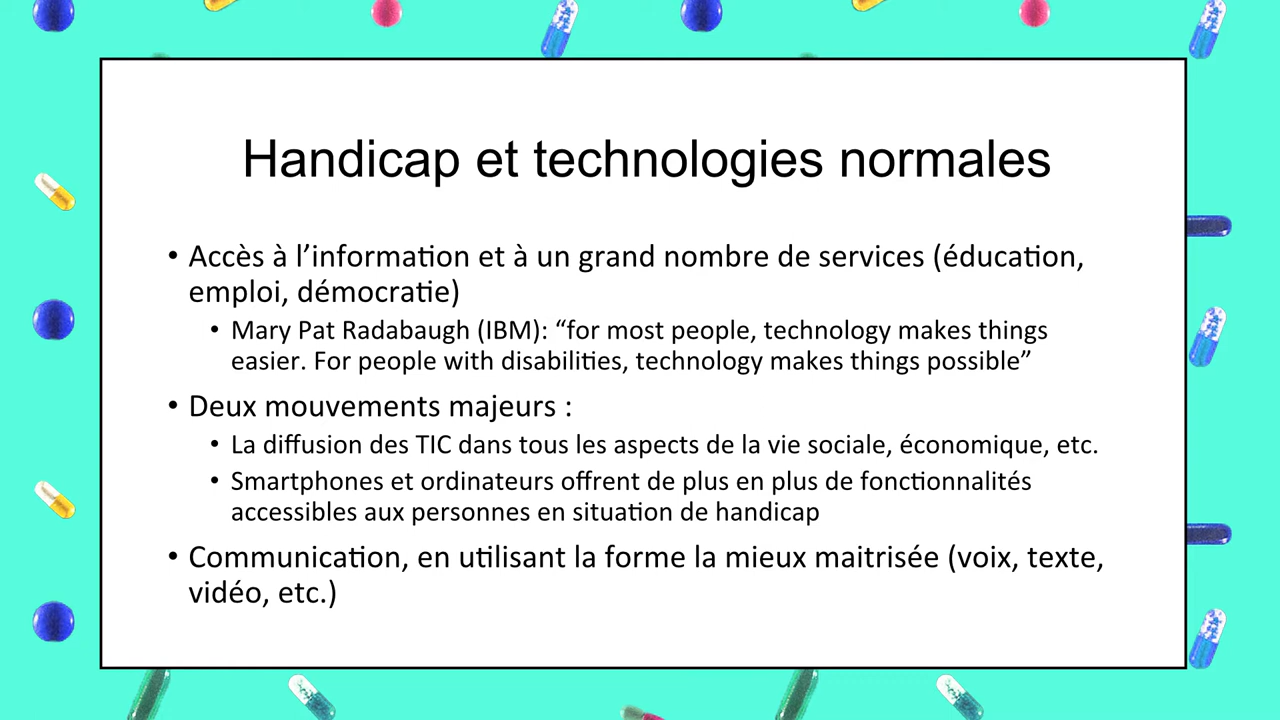 Handicap et technologies normales
• Accès à l’information et à un grand nombre de services (éducation,
emploi, démocratie)
• Mary Pat Radabaugh (IBM): “for most people, technology makes things
easier. For people with disabilities, technology makes things possible”
• Deux mouvements majeurs :
• La diffusion des TIC dans tous les aspects de la vie sociale, économique, etc.
• Smartphones et ordinateurs offrent de plus en plus de fonctionnalités
accessibles aux personnes en situation de handicap
• Communication, en utilisant la forme la mieux maitrisée (voix, texte,
vidéo, etc.)